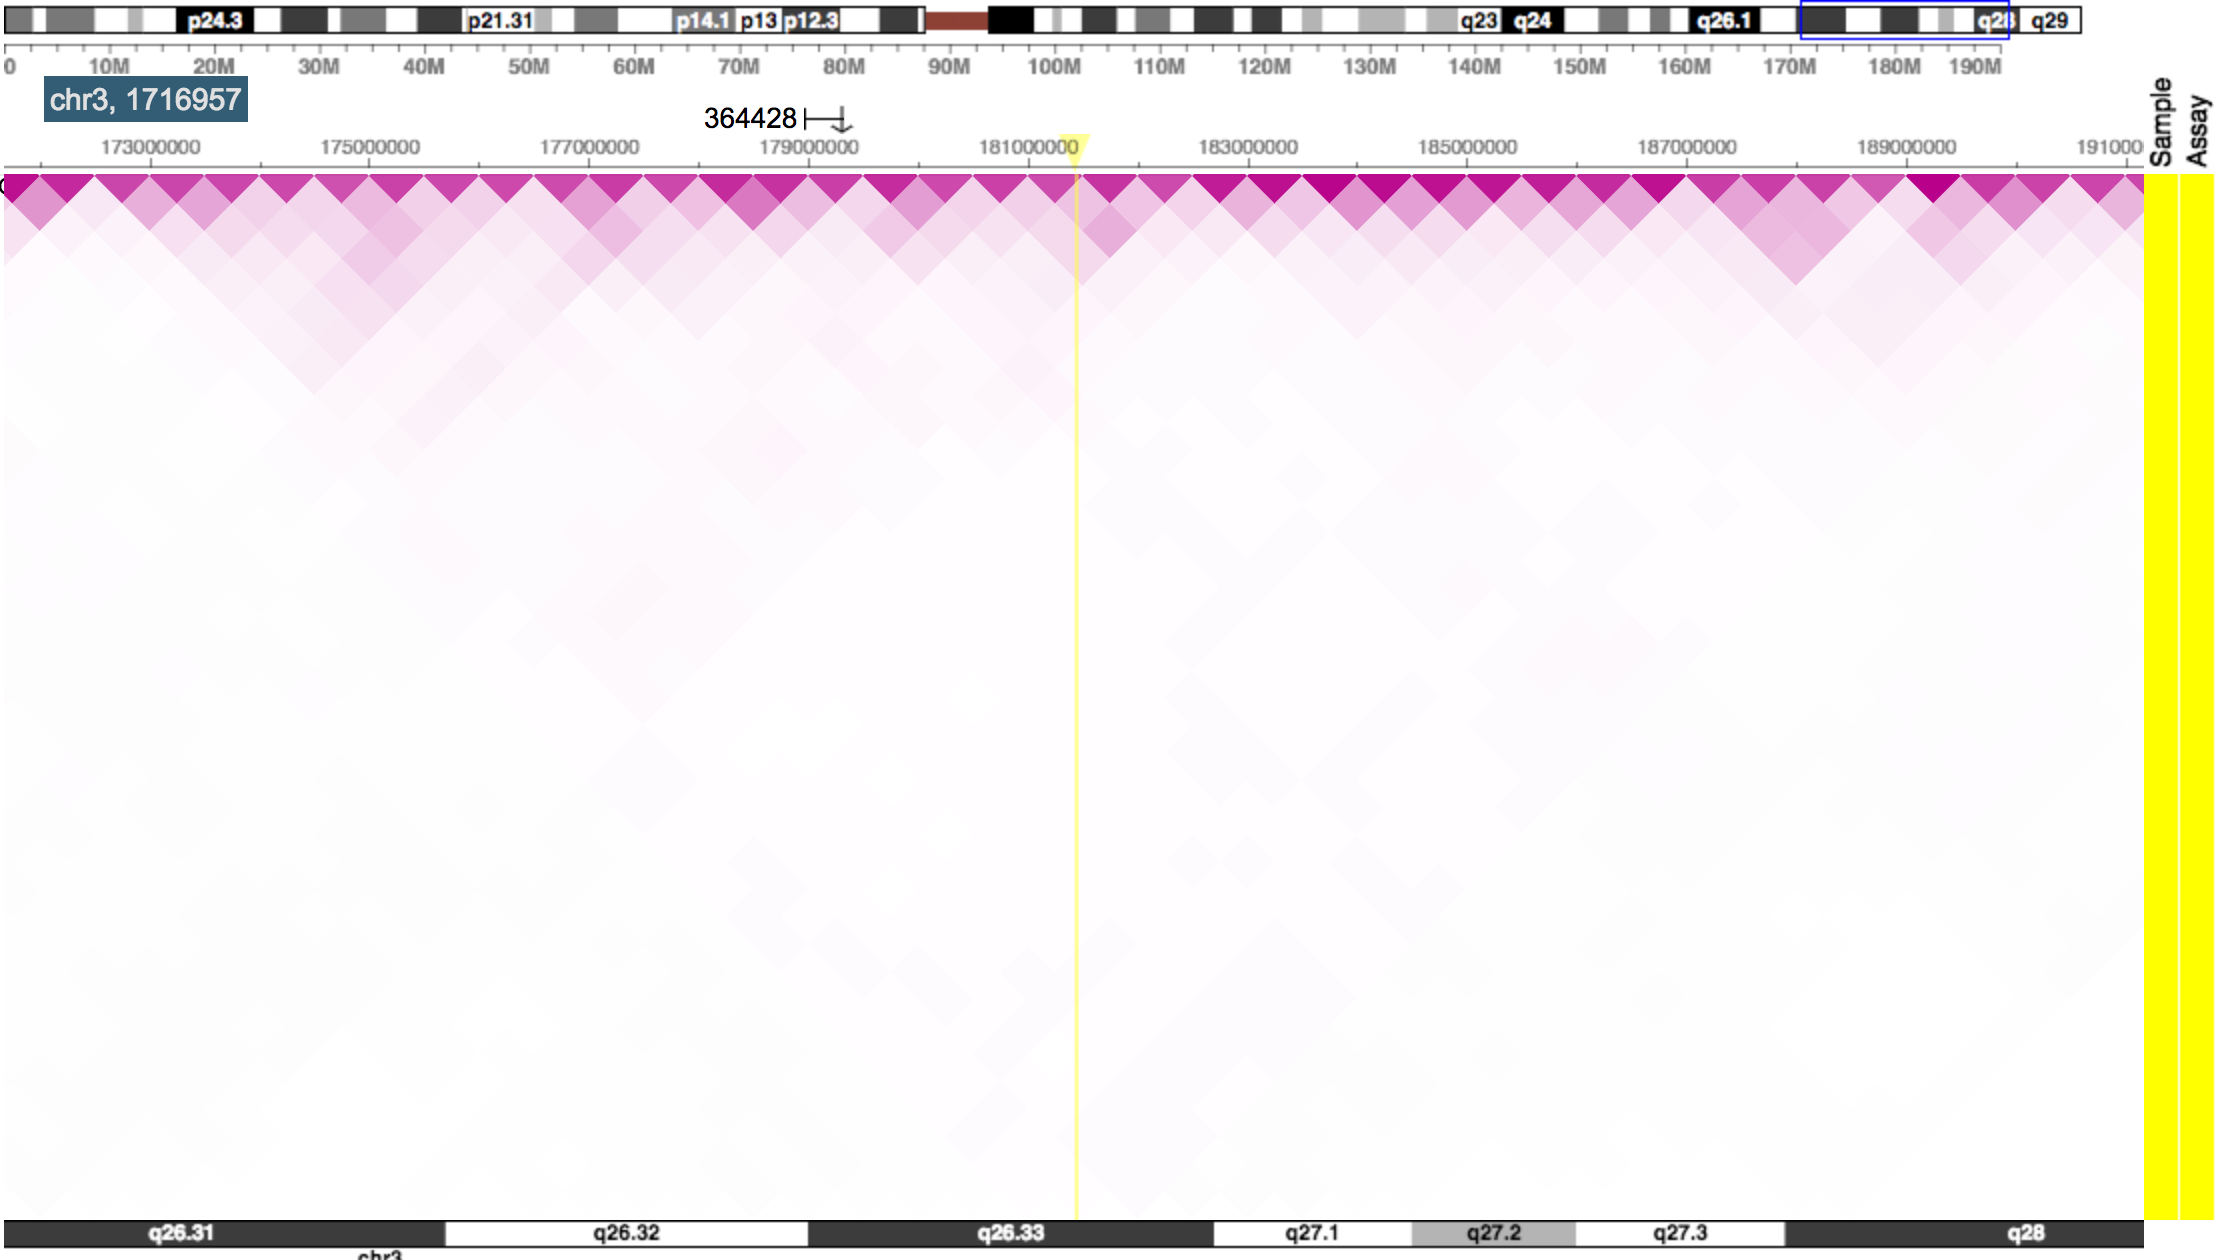 p24.3 p21.31 p14.1 p13 p12.3 q23 q24 q26.1 q28 q29
0 10M 20M 30M 40M 50M 60M 70M 80M 90M 100M 110M 120M 130M 140M 150M 160M 170M 180M 190M
chr3, 1716957
364428
173000000 175000000 177000000 179000000 181000000 183000000 185000000 187000000 189000000 191000
Sample
Assay
q26.31 q26.32 q26.33 q27.1 q27.2 q27.3 q28
chr3